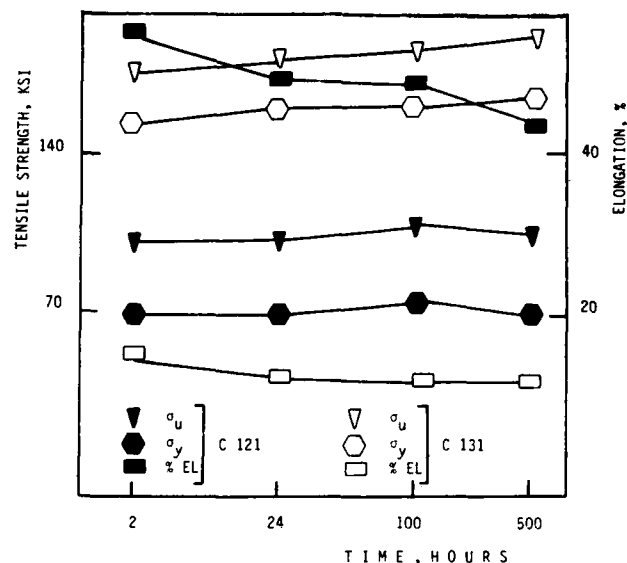 TENSILE STRENGTH, KSI
140
70
ELONGATION, %
40
20
σu
σy
% EL
C 121
σu
σy
% EL
C 131
2 24 100 500
TIME, HOURS